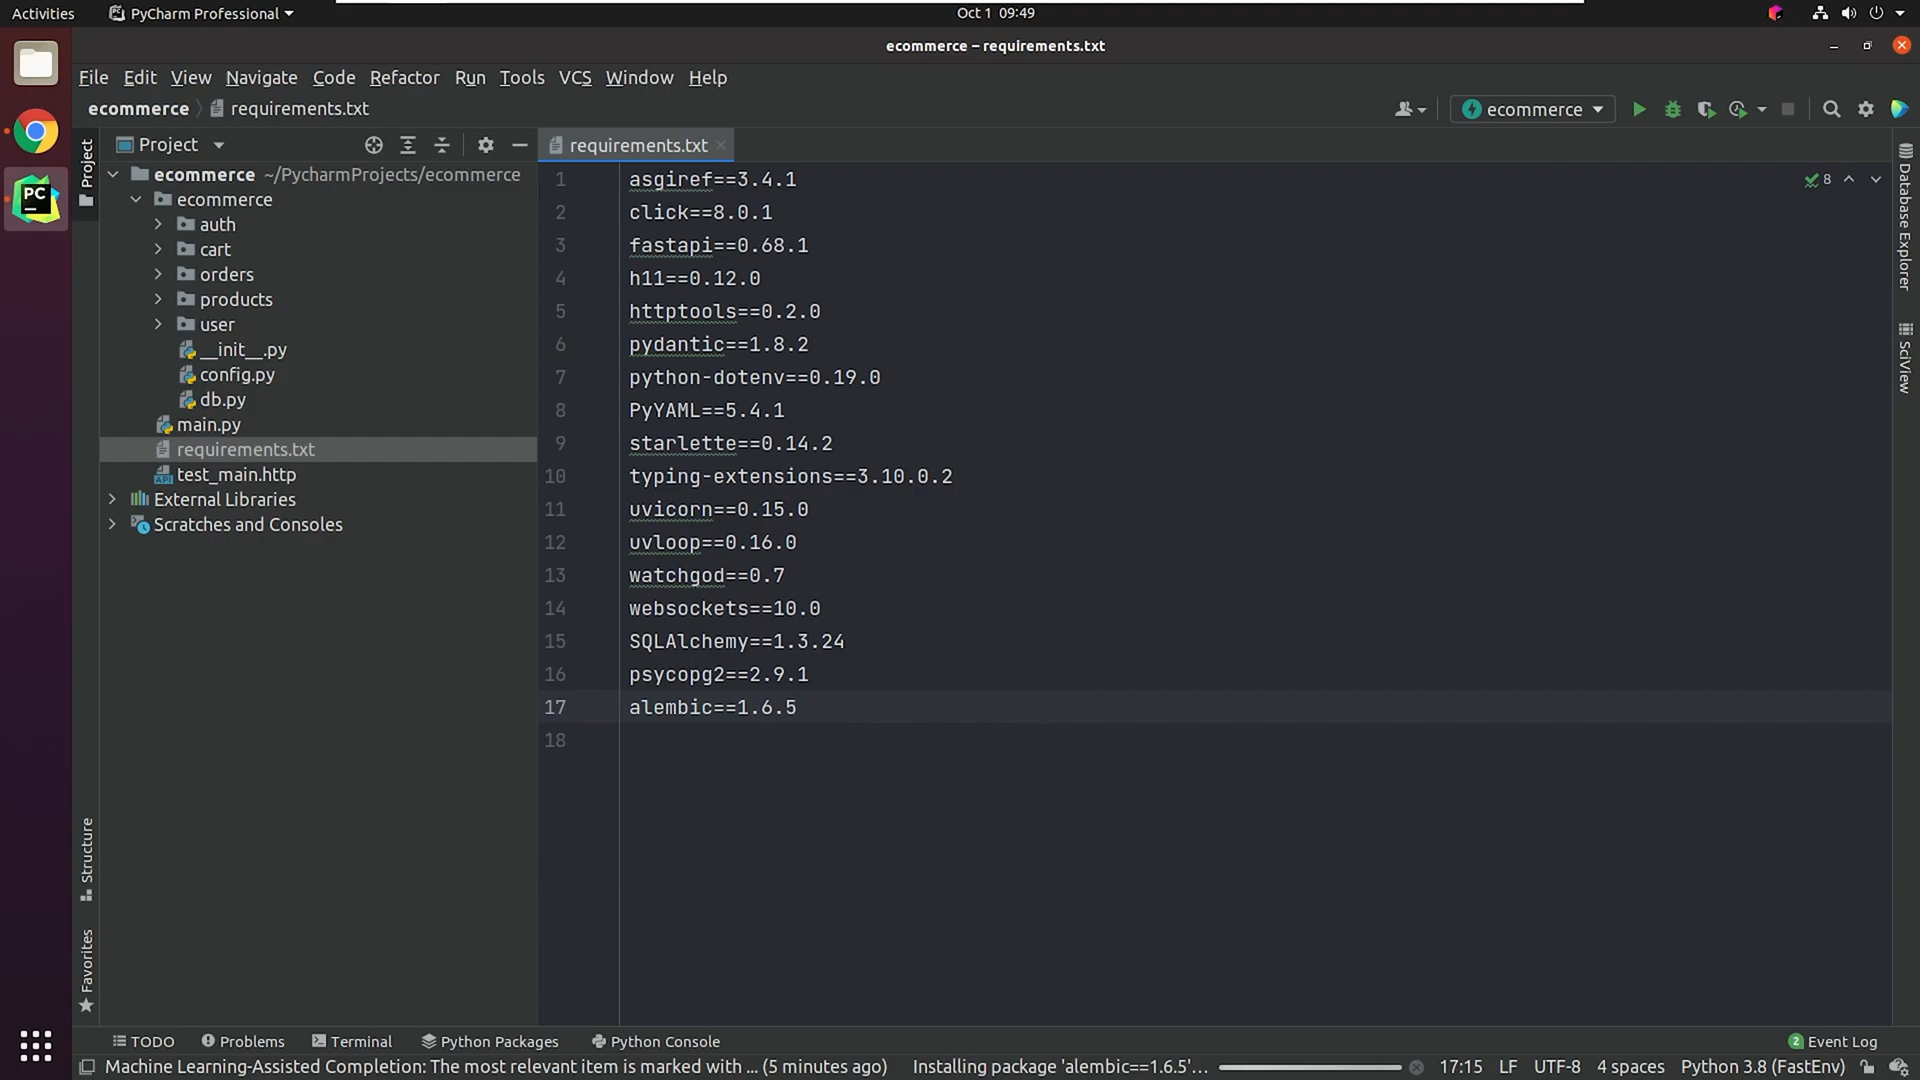 Activities
PyCharm Professional
Oct 1 09:49
ecommerce – requirements.txt
File Edit View Navigate Code Refactor Run Tools VCS Window Help
ecommerce
requirements.txt
ecommerce
Project
Project
requirements.txt
ecommerce ~/PycharmProjects/ecommerce
ecommerce
auth
cart
orders
products
user
__init__.py
config.py
db.py
main.py
requirements.txt
API
test_main.http
External Libraries
Scratches and Consoles
PC
1 asgiref==3.4.1
2 click==8.0.1
3 fastapi==0.68.1
4 h11==0.12.0
5 httptools==0.2.0
6 pydantic==1.8.2
7 python-dotenv==0.19.0
8 PyYAML==5.4.1
9 starlette==0.14.2
10 typing-extensions==3.10.0.2
11 uvicorn==0.15.0
12 uvloop==0.16.0
13 watchgod==0.7
14 websockets==10.0
15 SQLAlchemy==1.3.24
16 psycopg2==2.9.1
17 alembic==1.6.5
18
8
Database Explorer
SciView
Structure
Favorites
TODO Problems Terminal Python Packages Python Console
2 Event Log
Machine Learning-Assisted Completion: The most relevant item is marked with ... (5 minutes ago)
Installing package 'alembic==1.6.5'...
17:15 LF UTF-8 4 spaces Python 3.8 (FastEnv)